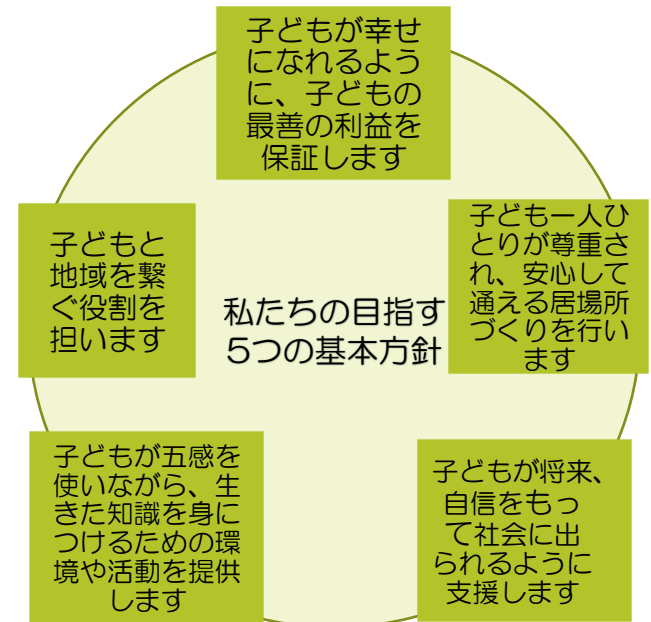 子どもが幸せ
になれるよう
に、子どもの
最善の利益を
保証します
子どもと
地域を繋
ぐ役割を
担います
私たちの目指す
5つの基本方針
子ども一人ひ
とりが尊重さ
れ、安心して
通える居場所
づくりを行い
ます
子どもが五感を
使いながら、生
きた知識を身に
つけるための環
境や活動を提供
します
子どもが将来、
自信をもっ
て社会に出
られるように
支援します